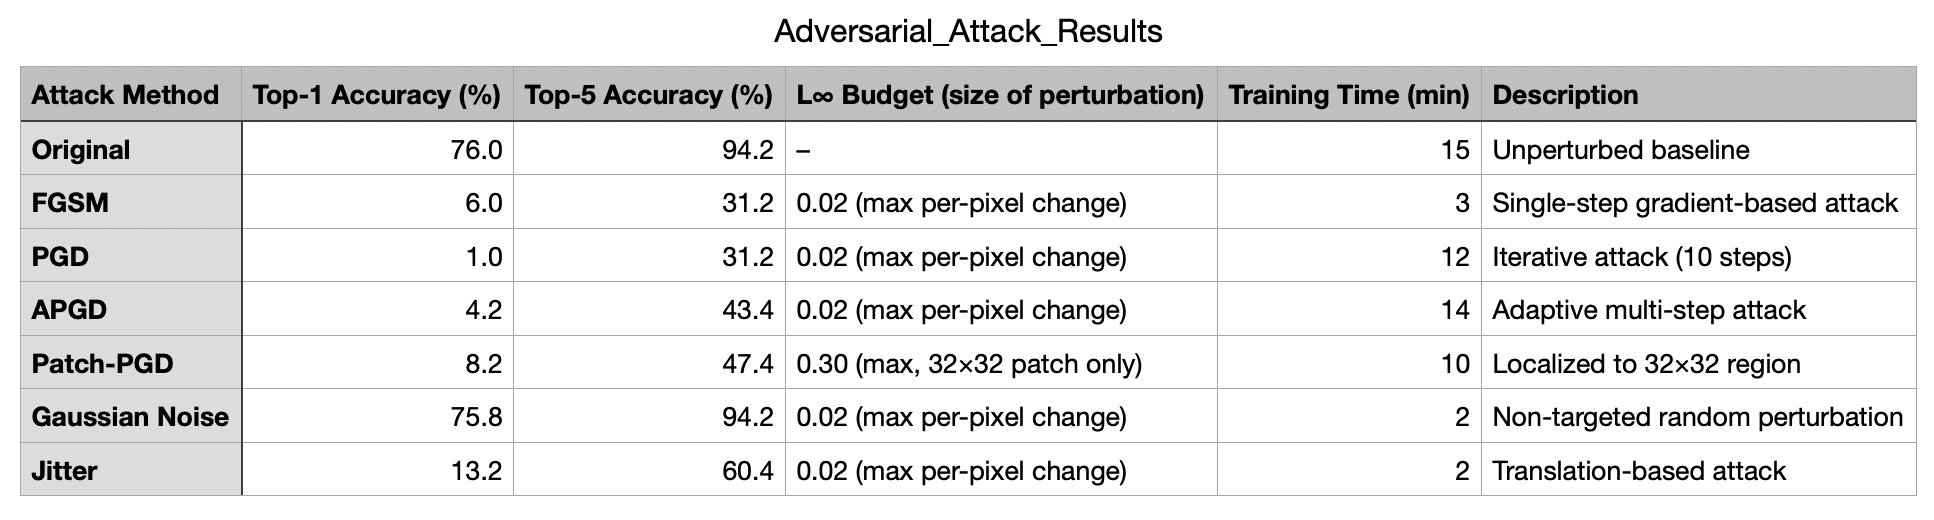 Adversarial_Attack_Results
Attack Method Top-1 Accuracy (%) Top-5 Accuracy (%) L∞ Budget (size of perturbation) Training Time (min) Description
Original 76.0 94.2 – 15 Unperturbed baseline
FGSM 6.0 31.2 0.02 (max per-pixel change) 3 Single-step gradient-based attack
PGD 1.0 31.2 0.02 (max per-pixel change) 12 Iterative attack (10 steps)
APGD 4.2 43.4 0.02 (max per-pixel change) 14 Adaptive multi-step attack
Patch-PGD 8.2 47.4 0.30 (max, 32×32 patch only) 10 Localized to 32×32 region
Gaussian Noise 75.8 94.2 0.02 (max per-pixel change) 2 Non-targeted random perturbation
Jitter 13.2 60.4 0.02 (max per-pixel change) 2 Translation-based attack